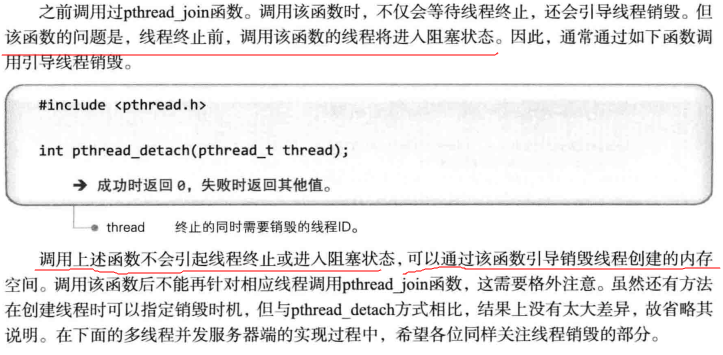 之前调用过pthread_join函数。调用该函数时，不仅会等待线程终止，还会引导线程销毁。但
该函数的问题是，线程终止前，调用该函数的线程将进入阻塞状态。因此，通常通过如下函数调
用引导线程销毁。
#include <pthread.h>
int pthread_detach(pthread_t thread);
➔ 成功时返回 0，失败时返回其他值。
thread 终止的同时需要销毁的线程ID。
调用上述函数不会引起线程终止或进入阻塞状态，可以通过该函数引导销毁线程创建的内存
空间。调用该函数后不能再针对相应线程调用pthread_join函数，这需要格外注意。虽然还有方法
在创建线程时可以指定销毁时机，但与pthread_detach方式相比，结果上没有太大差异，故省略其
说明。在下面的多线程并发服务器端的实现过程中，希望各位同样关注线程销毁的部分。